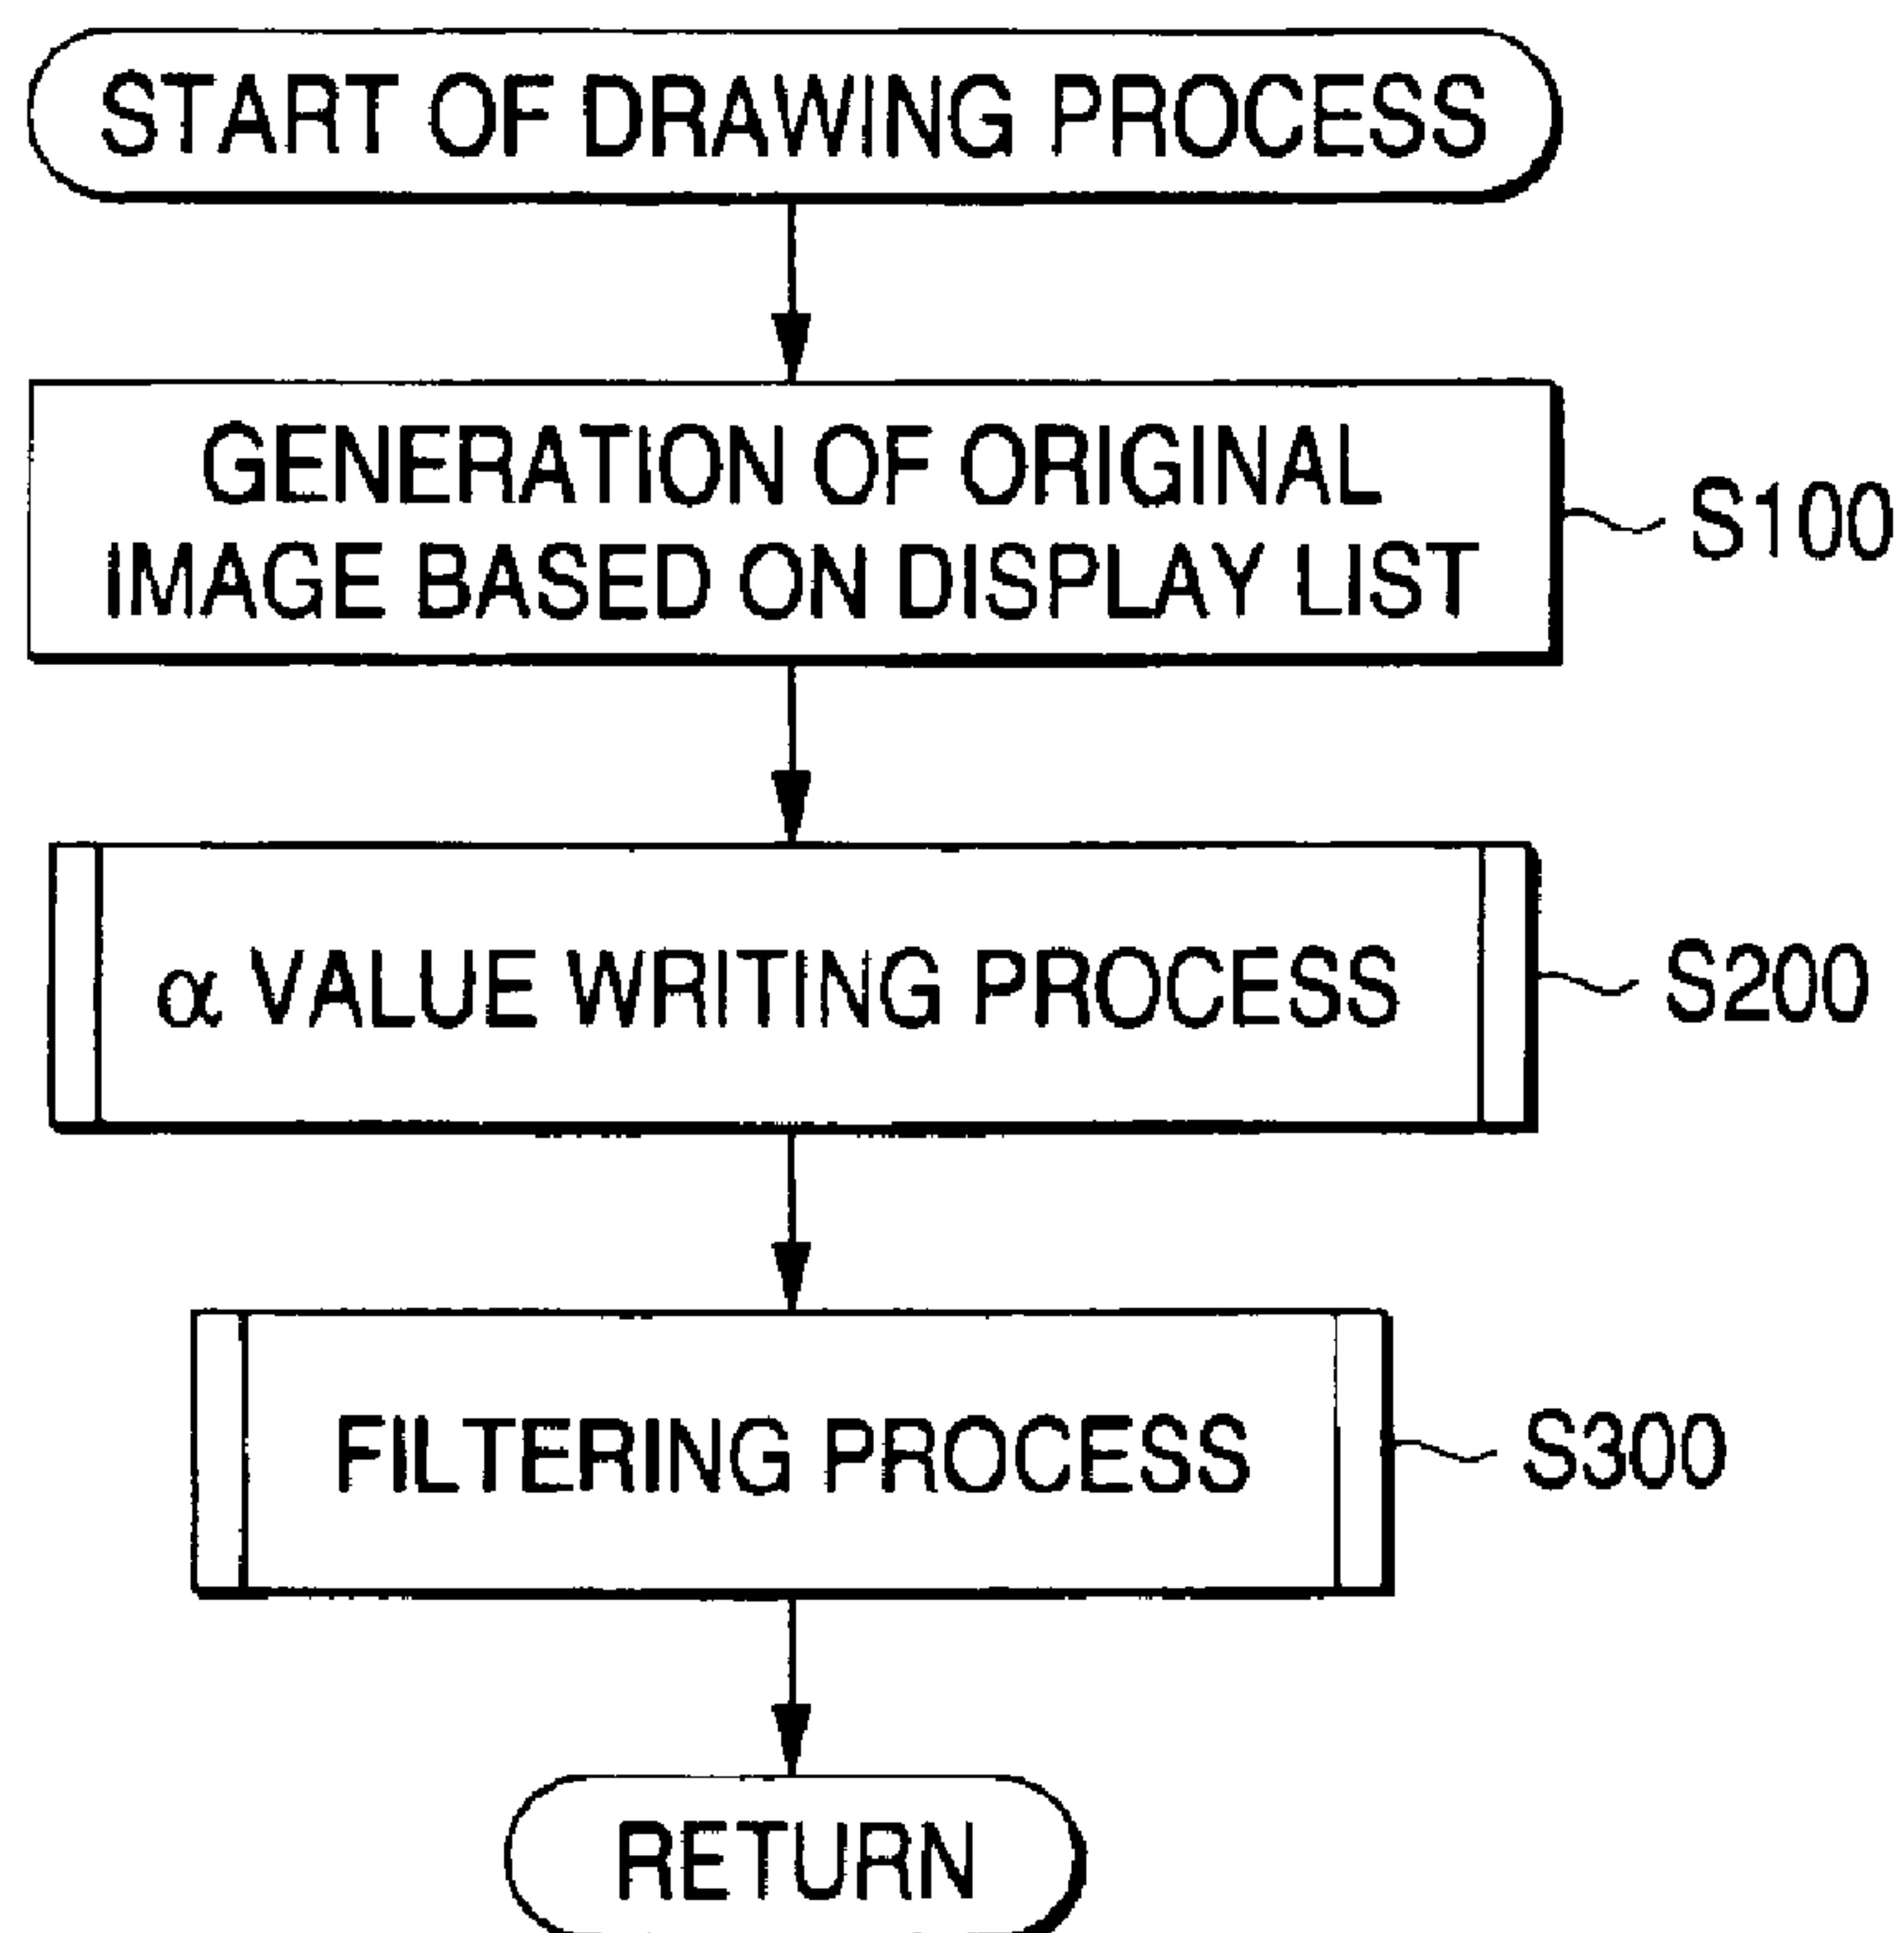 START OF DRAWING PROCESS
GENERATION OF ORIGINAL
IMAGE BASED ON DISPLAY LIST
S100
α VALUE WRITING PROCESS
S200
FILTERING PROCESS
S300
RETURN